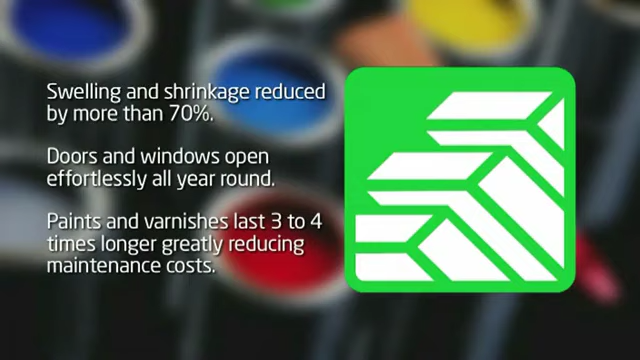 Swelling and shrinkage reduced
by more than 70%.
Doors and windows open
effortlessly all year round.
Paints and varnishes last 3 to 4
times longer greatly reducing
maintenance costs.